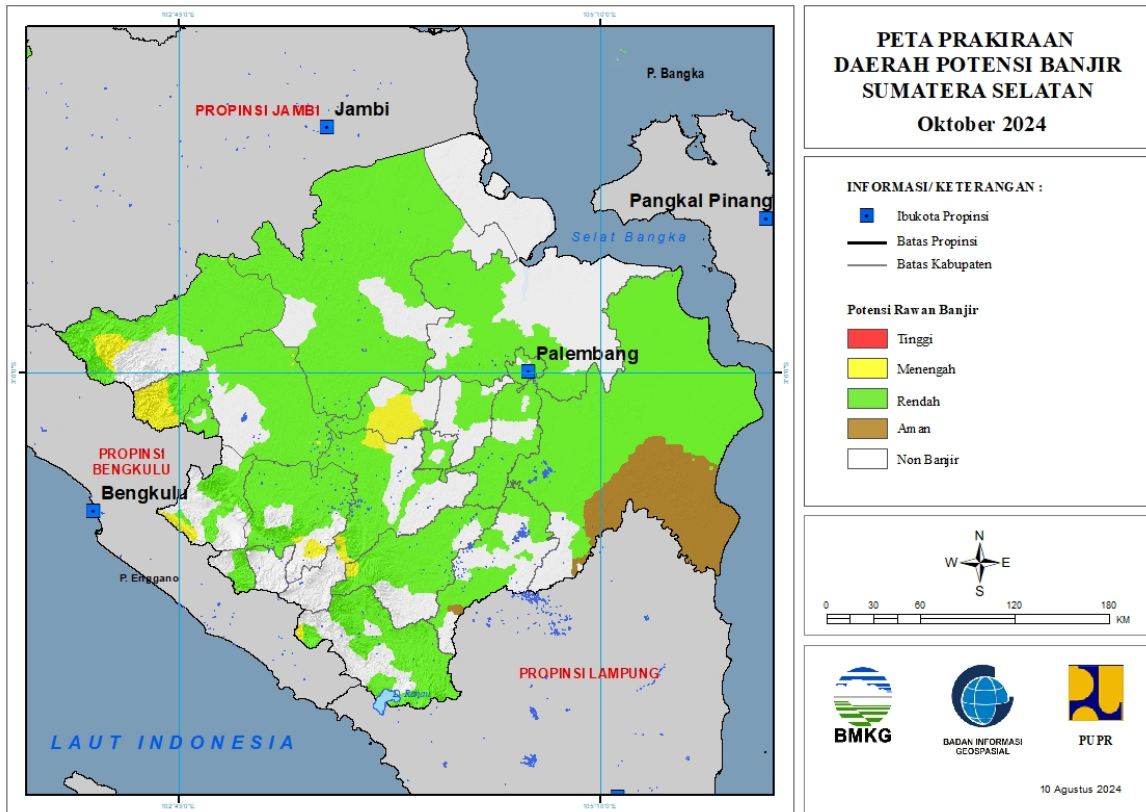 PETA PRAKIRAAN
DAERAH POTENSI BANJIR
SUMATERA SELATAN
Oktober 2024
INFORMASI/ KETERANGAN :
Ibukota Propinsi
Batas Propinsi
Batas Kabupaten
Potensi Rawan Banjir
Tinggi
Menengah
Rendah
Aman
Non Banjir
N
W E
S
0 30 60 120 180
KM
BMKG
BADAN INFORMASI
GEOSPASIAL
PUPR
10 Agustus 2024
P. Bangka
PROPINSI JAMBI
Jambi
Pangkal Pinang
Selat Bangka
Palembang
PROPINSI
BENGKULU
Bengkulu
P. Enggano
PROPINSI LAMPUNG
D. Ranau
LAUT INDONESIA